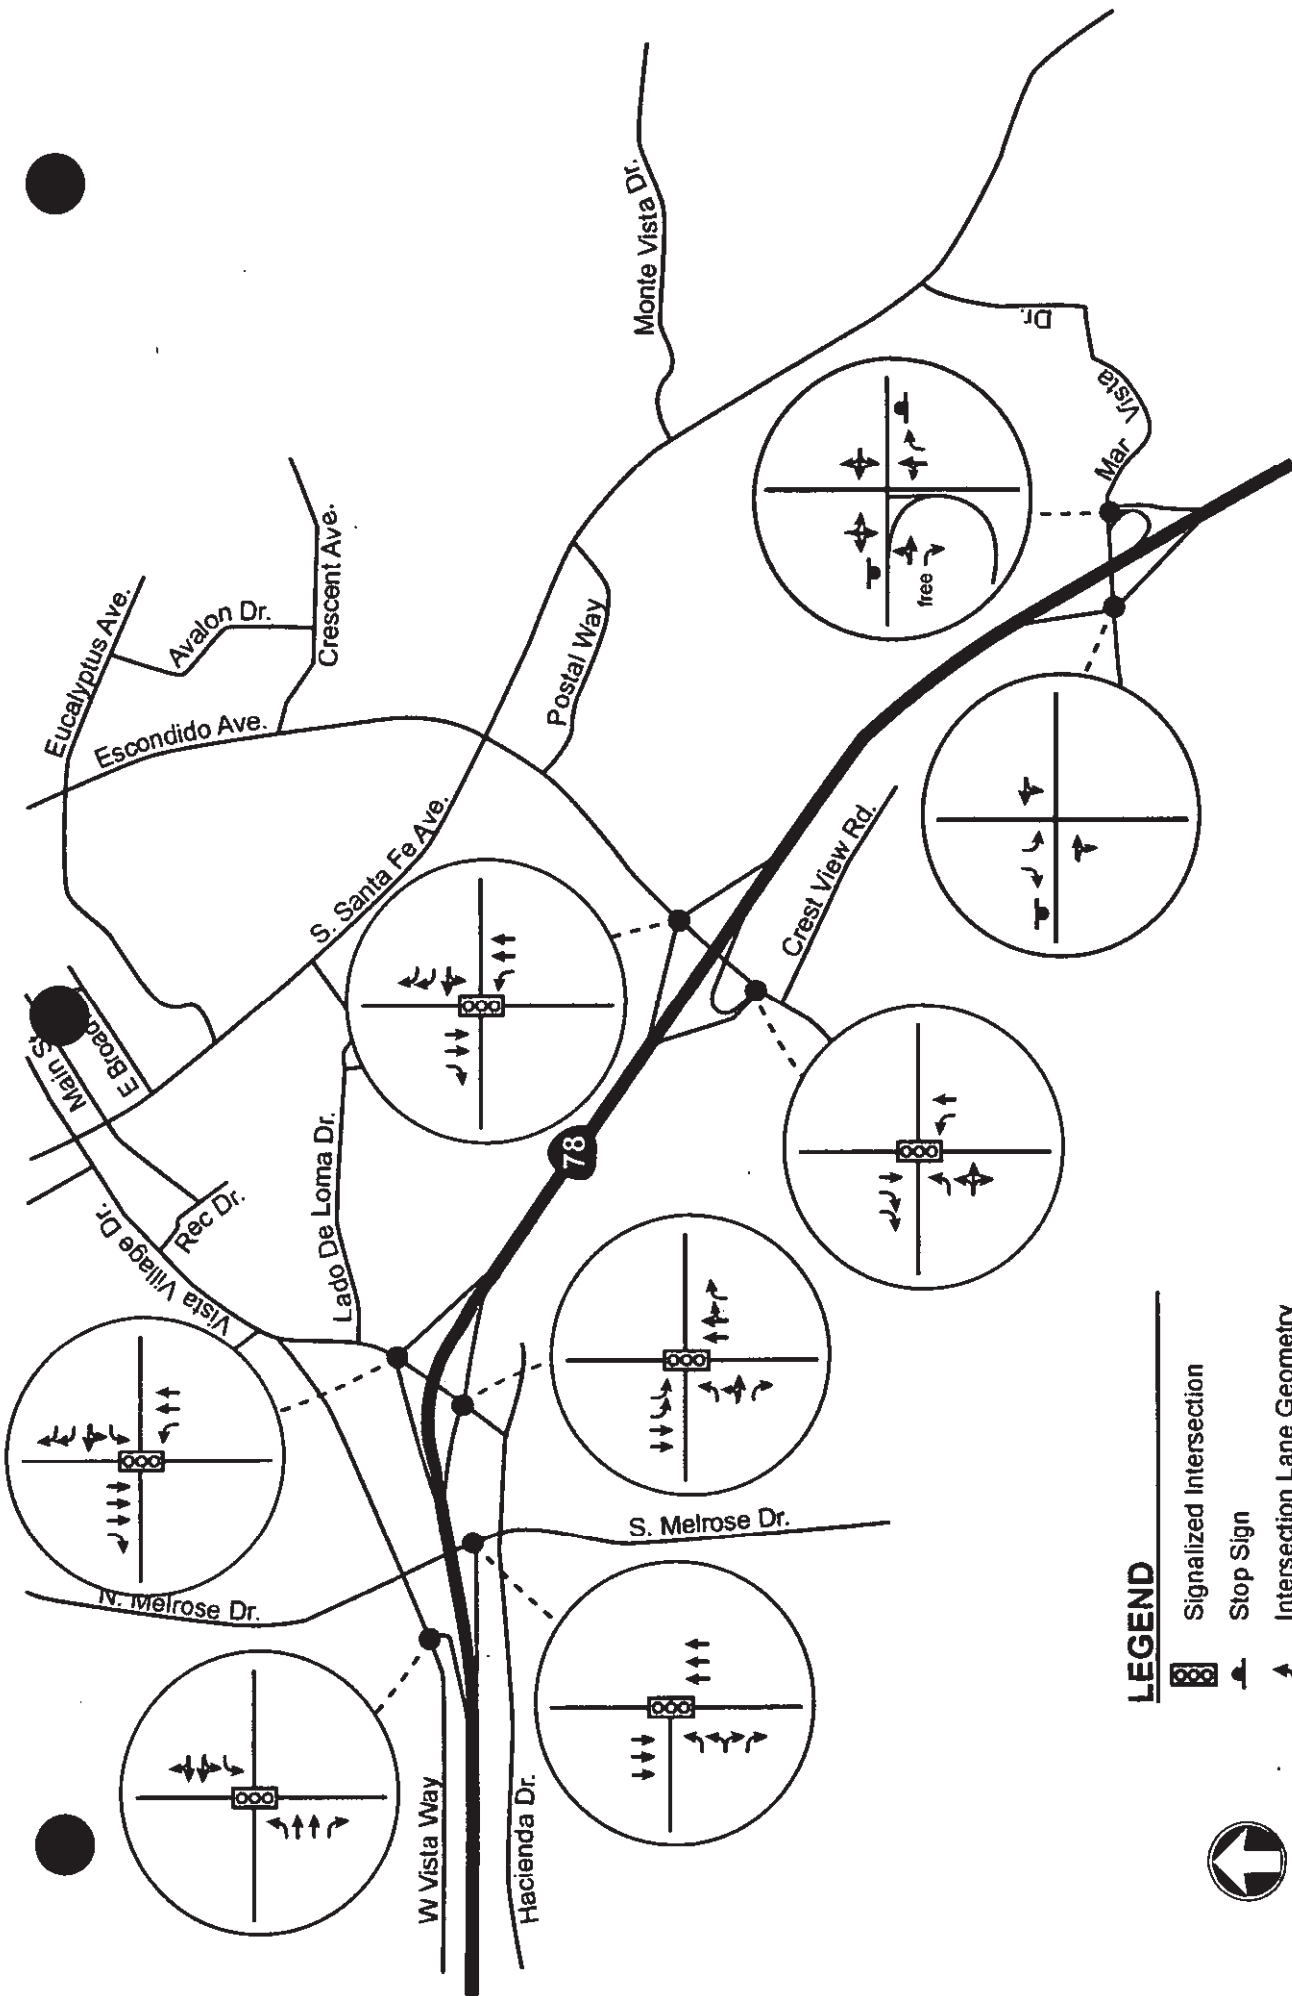 Eucalyptus Ave.
Avalon Dr.
Crescent Ave.
Escondido Ave.
Monte Vista Dr.
Postal Way
S. Santa Fe Ave.
Main S
E Broad
Rec Dr.
Vista Village Dr.
Lado De Loma Dr.
78
Crest View Rd.
free
Mar
Vista
Dr.
N. Melrose Dr.
S. Melrose Dr.
W Vista Way
Hacienda Dr.
LEGEND
Signalized Intersection
Stop Sign
Intersection Lane Geometry